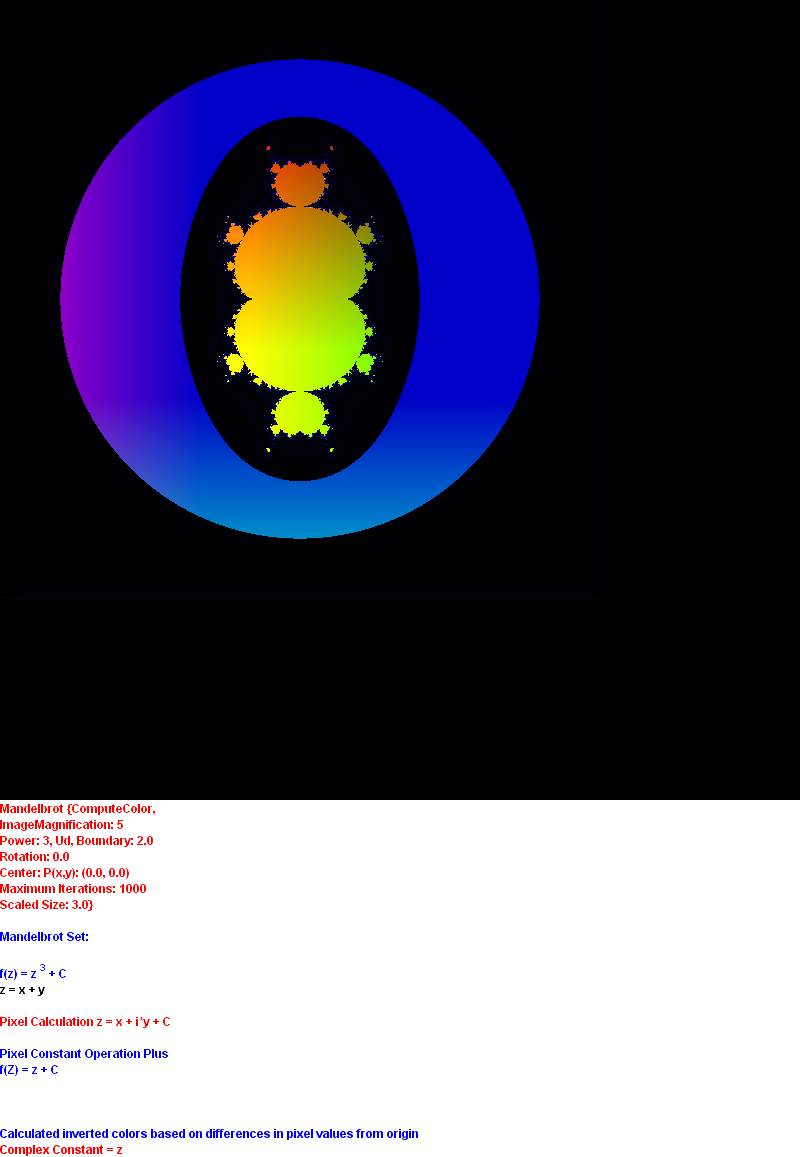 Mandelbrot {ComputeColor,
ImageMagnification: 5
Power: 3, Ud, Boundary: 2.0
Rotation: 0.0
Center: P(x,y): (0.0, 0.0)
Maximum Iterations: 1000
Scaled Size: 3.0}
Mandelbrot Set:
f(z) = z 3 + C
z = x + y
Pixel Calculation z = x + i*y + C
Pixel Constant Operation Plus
f(Z) = z + C
Calculated inverted colors based on differences in pixel values from origin
Complex Constant = z